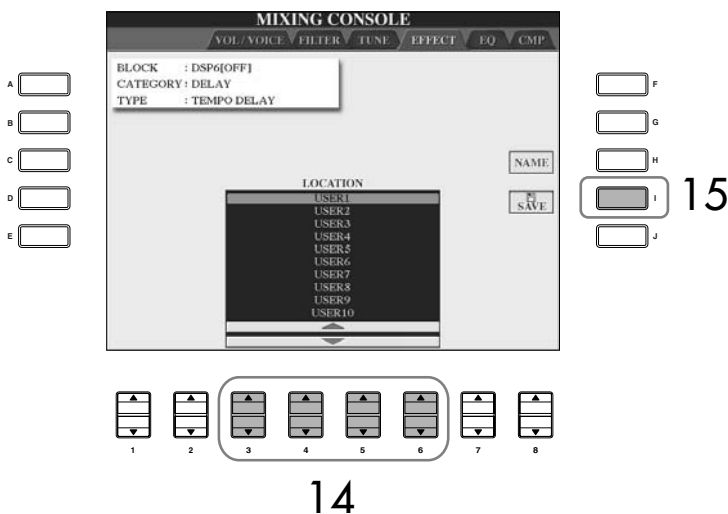 MIXING CONSOLE
VOL/VOICE FILTER TUNE EFFECT EQ CMP
BLOCK : DSP6[OFF]
CATEGORY : DELAY
TYPE : TEMPO DELAY
A
B
C
D
E
F
G
H
I
J
NAME
SAVE
15
LOCATION
USER1
USER2
USER3
USER4
USER5
USER6
USER7
USER8
USER9
USER10
1 2 3 4 5 6 7 8
14